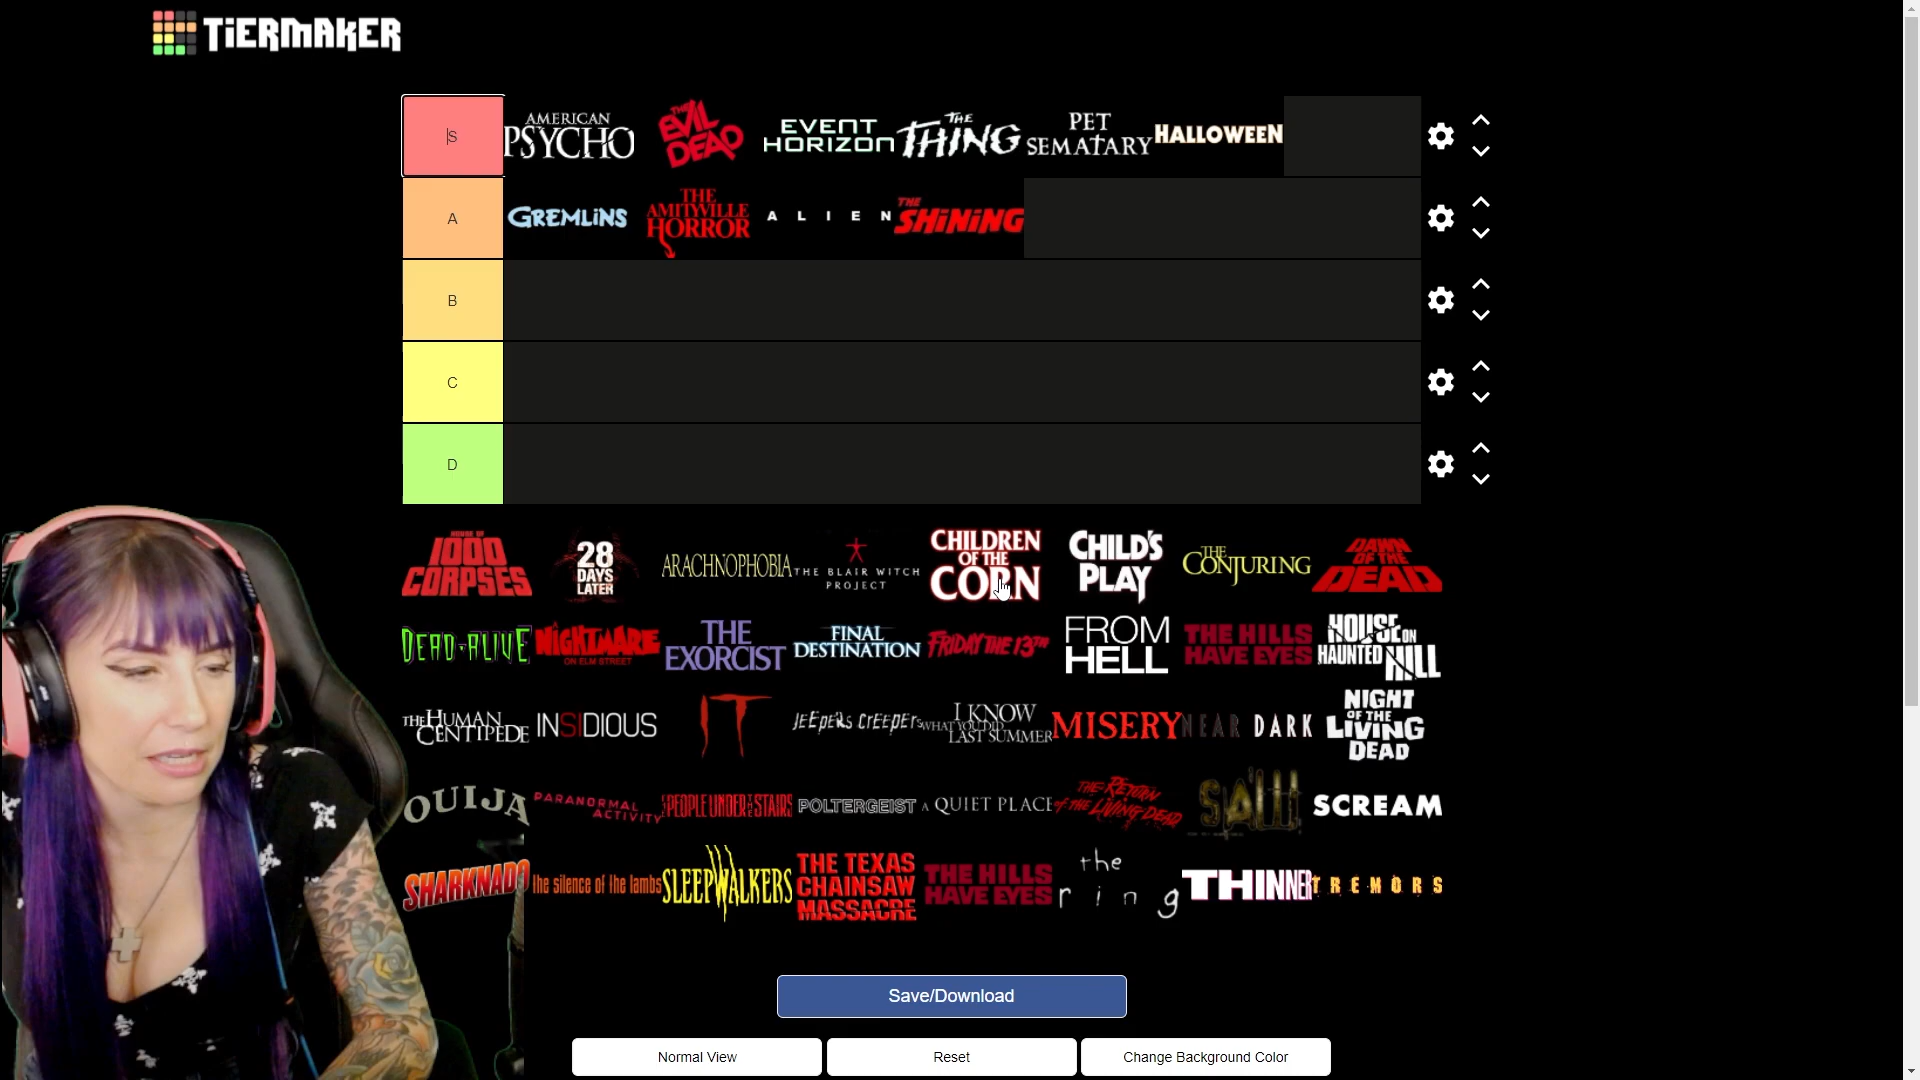 TiERMAKER
S
AMERICAN
PSYCHO
THE
EVIL
DEAD
EVENT
HORIZON
THE
THING
PET
SEMATARY
HALLOWEEN
A
GREMLiNS
THE
AMITYVILLE
HORROR
A L I E N
THE
SHiNiNG
B
C
D
HOUSE OF
1000
CORPSES
28
DAYS
LATER
ARACHNOPHOBIA
THE BLAIR WITCH
PROJECT
CHILDREN
OF THE
CORN
CHILD'S
PLAY
THE
CONJURING
DAWN
OF THE
DEAD
DEAD-ALIVE
NIGHTMARE
ON ELM STREET
THE
EXORCIST
FINAL
DESTINATION
FRIDAY THE 13TH
FROM
HELL
THE HILLS
HAVE EYES
HOUSE ON
HAUNTED HILL
THE HUMAN
CENTIPEDE
INSIDIOUS
IT
JEEPERS CREEPERS
I KNOW
WHAT YOU DID
LAST SUMMER
MISERY
NEAR DARK
NIGHT
OF THE
LIVING
DEAD
OUIJA
PARANORMAL
ACTIVITY
PEOPLE UNDER THE STAIRS
POLTERGEIST
A QUIET PLACE
THE RETURN
OF THE LIVING DEAD
SAW
SCREAM
SHARKNADO
the silence of the lambs
SLEEPWALKERS
THE TEXAS
CHAINSAW
MASSACRE
THE HILLS
HAVE EYES
the
ring
THINNER
TREMORS
Save/Download
Normal View
Reset
Change Background Color